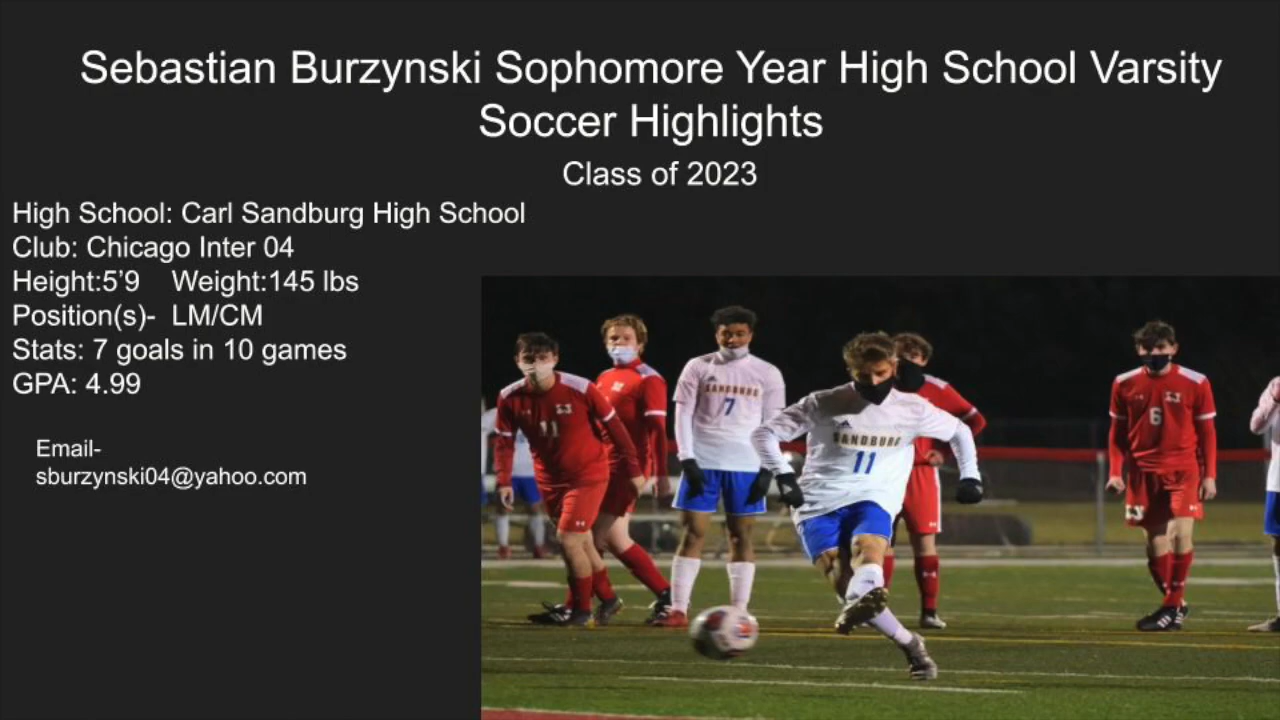 Sebastian Burzynski Sophomore Year High School Varsity
Soccer Highlights
Class of 2023
High School: Carl Sandburg High School
Club: Chicago Inter 04
Height:5’9    Weight:145 lbs
Position(s)-  LM/CM
Stats: 7 goals in 10 games
GPA: 4.99
Email-
sburzynski04@yahoo.com
11
SANDBURG
7
SANDBURG
11
6